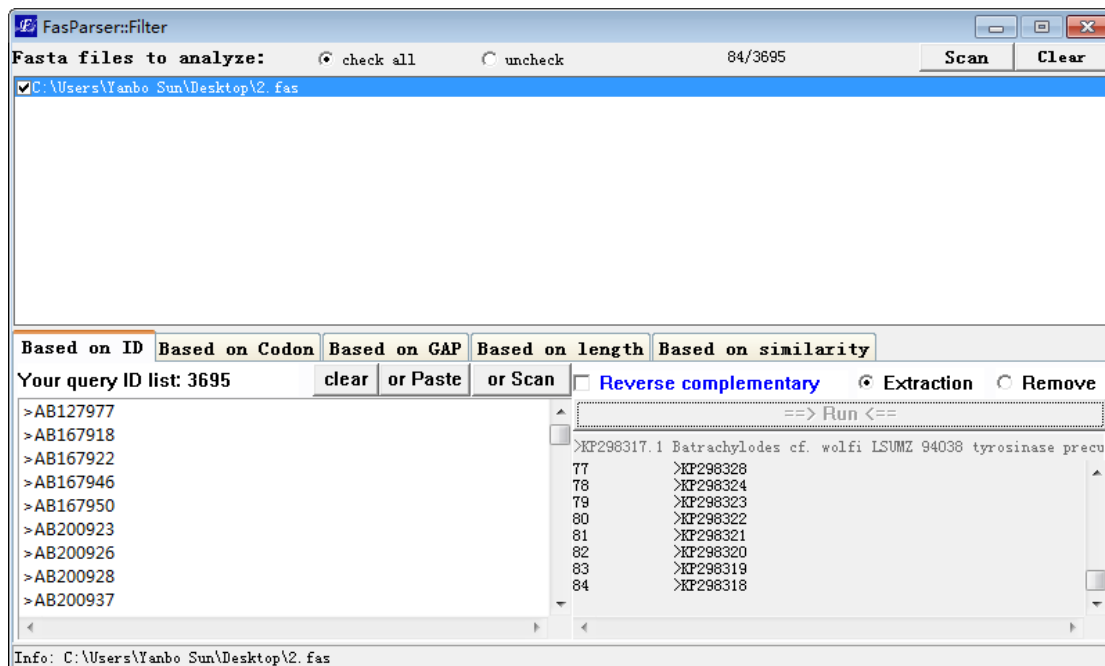 FasParser::Filter
Fasta files to analyze: check all uncheck 84/3695 Scan Clear
C:\Users\Yanbo Sun\Desktop\2.fas
Based on ID Based on Codon Based on GAP Based on length Based on similarity
Your query ID list: 3695 clear or Paste or Scan Reverse complementary Extraction Remove
==> Run <==
>KP298317.1 Batrachylodes cf. wolfi LSUMZ 94038 tyrosinase precu
>AB127977
>AB167918
>AB167922
>AB167946
>AB167950
>AB200923
>AB200926
>AB200928
>AB200937
77 >KP298328
78 >KP298324
79 >KP298323
80 >KP298322
81 >KP298321
82 >KP298320
83 >KP298319
84 >KP298318
Info: C:\Users\Yanbo Sun\Desktop\2.fas